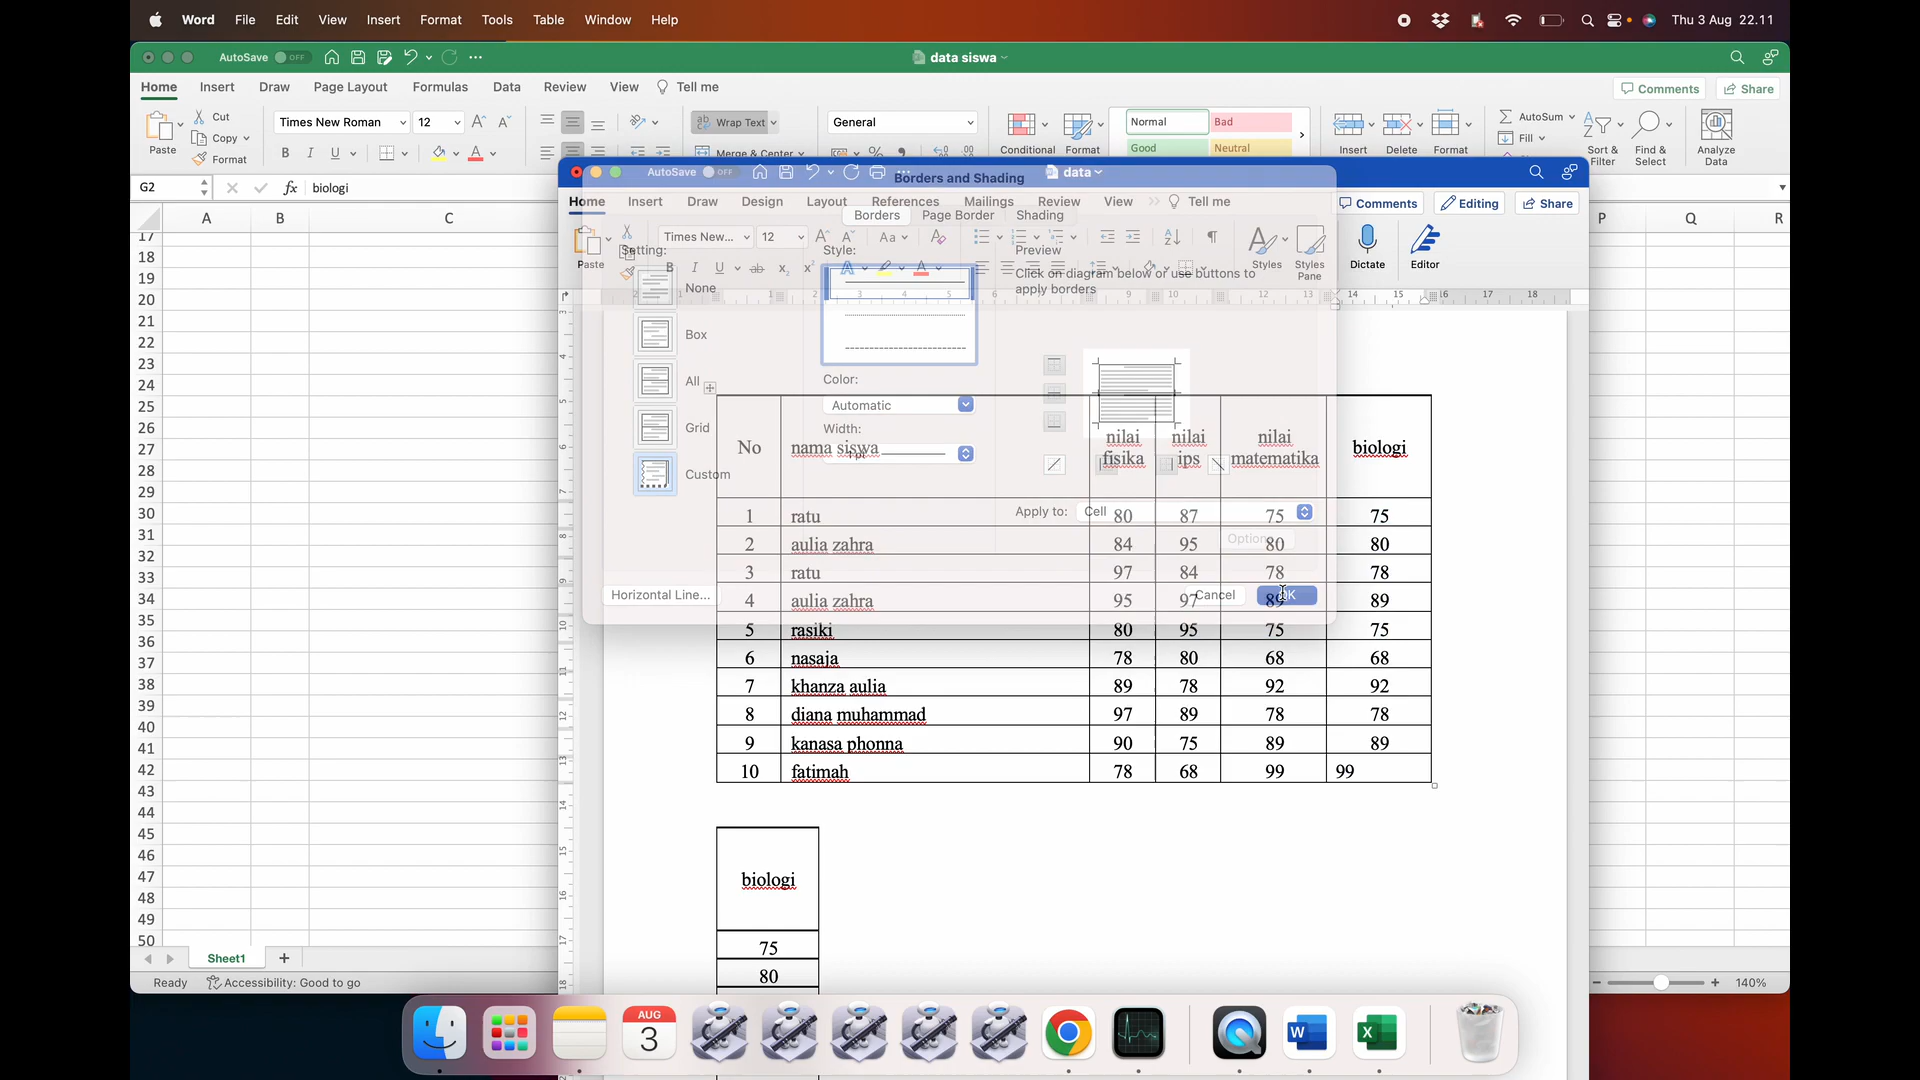 Word File Edit View Insert Format Tools Table Window Help Thu 3 Aug 22.11
AutoSave OFF data siswa
Home Insert Draw Page Layout Formulas Data Review View Tell me Comments Share
Paste Cut Copy Format
Times New Roman 12 Wrap Text General Normal Bad
B I U Merge & Center Conditional Format Good Neutral Insert Delete Format AutoSum Fill Sort & Filter Find & Select Analyze Data
G2 fx biologi
A B C P Q R
17
18
19
20
21
22
23
24
25
26
27
28
29
30
31
32
33
34
35
36
37
38
39
40
41
42
43
44
45
46
47
48
49
50
Sheet1
Ready Accessibility: Good to go 140%
AutoSave OFF data
Home Insert Draw Design Layout References Mailings Review View Tell me Comments Editing Share
Paste Times New... 12 Aa Styles Styles Pane Dictate Editor
Borders and Shading
Borders Page Border Shading
Setting:
None
Box
All
Grid
Custom
Style:
Color:
Automatic
Width:
Preview
Click on diagram below or use buttons to
apply borders
Apply to: Cell
Options...
Horizontal Line... Cancel OK
No nama siswa nilai fisika nilai ips nilai matematika biologi
1 ratu 80 87 75 75
2 aulia zahra 84 95 80 80
3 ratu 97 84 78 78
4 aulia zahra 95 97 89 89
5 rasiki 80 95 75 75
6 nasaja 78 80 68 68
7 khanza aulia 89 78 92 92
8 diana muhammad 97 89 78 78
9 kanasa phonna 90 75 89 89
10 fatimah 78 68 99 99
biologi
75
80
AUG
3